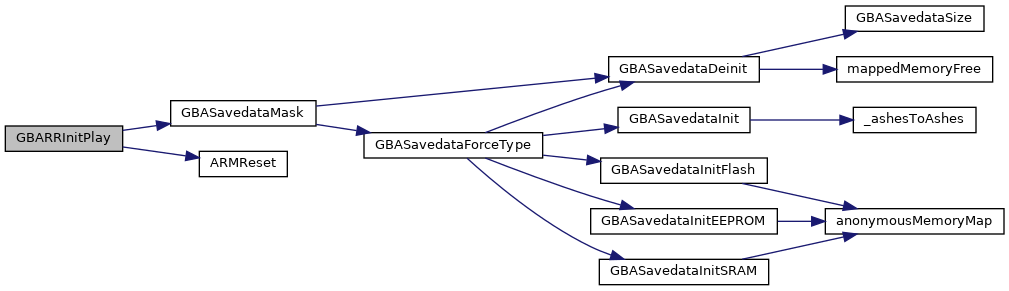 GBASavedataSize
GBASavedataDeinit
mappedMemoryFree
GBASavedataMask
GBASavedataInit
_ashesToAshes
GBARRInitPlay
GBASavedataForceType
ARMReset
GBASavedataInitFlash
GBASavedataInitEEPROM
anonymousMemoryMap
GBASavedataInitSRAM